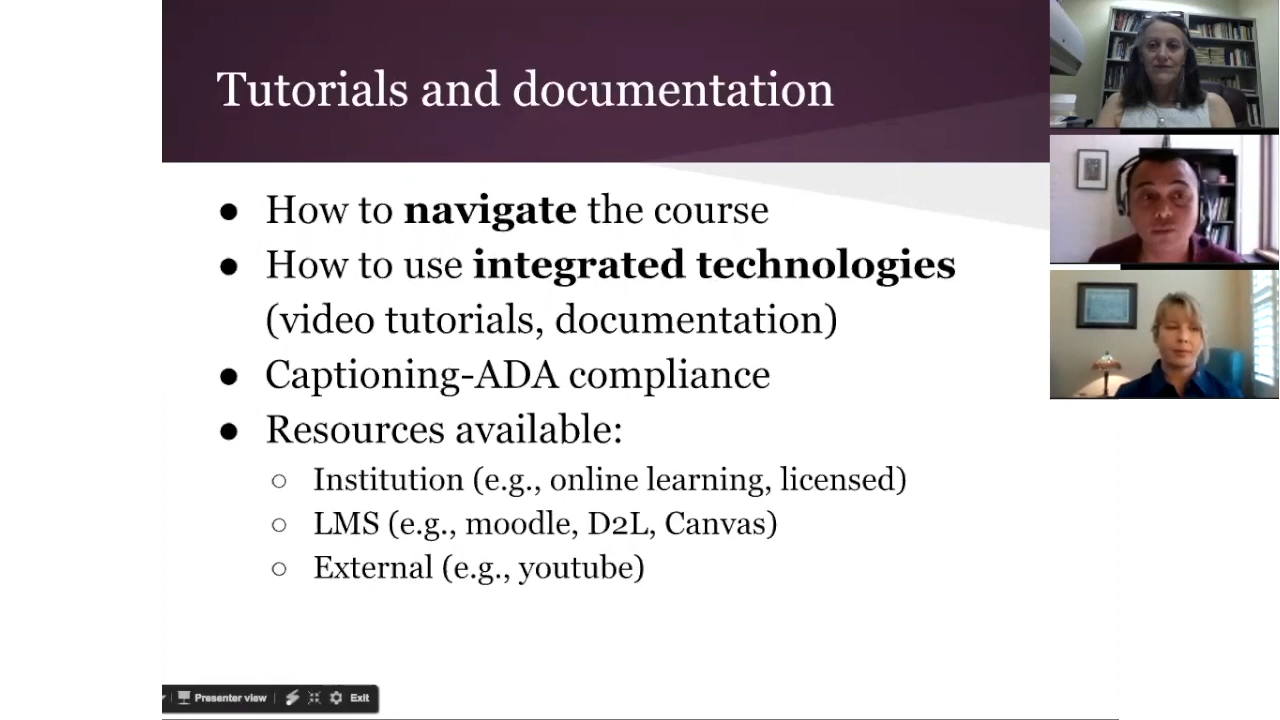 Tutorials and documentation
● How to navigate the course
● How to use integrated technologies
(video tutorials, documentation)
● Captioning-ADA compliance
● Resources available:
○ Institution (e.g., online learning, licensed)
○ LMS (e.g., moodle, D2L, Canvas)
○ External (e.g., youtube)
Presenter view
Exit